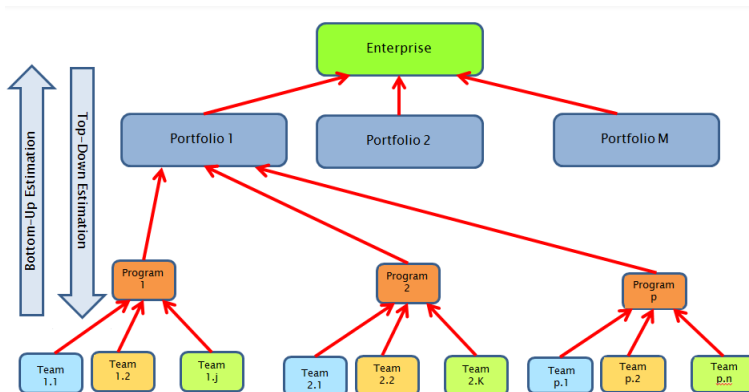 Enterprise
Bottom-Up Estimation
Top-Down Estimation
Portfolio 1
Portfolio 2
Portfolio M
Program
1
Program
2
Program
p
Team
1.1
Team
1.2
Team
1.j
Team
2.1
Team
2.2
Team
2.K
Team
p.1
Team
p.2
Team
p.n